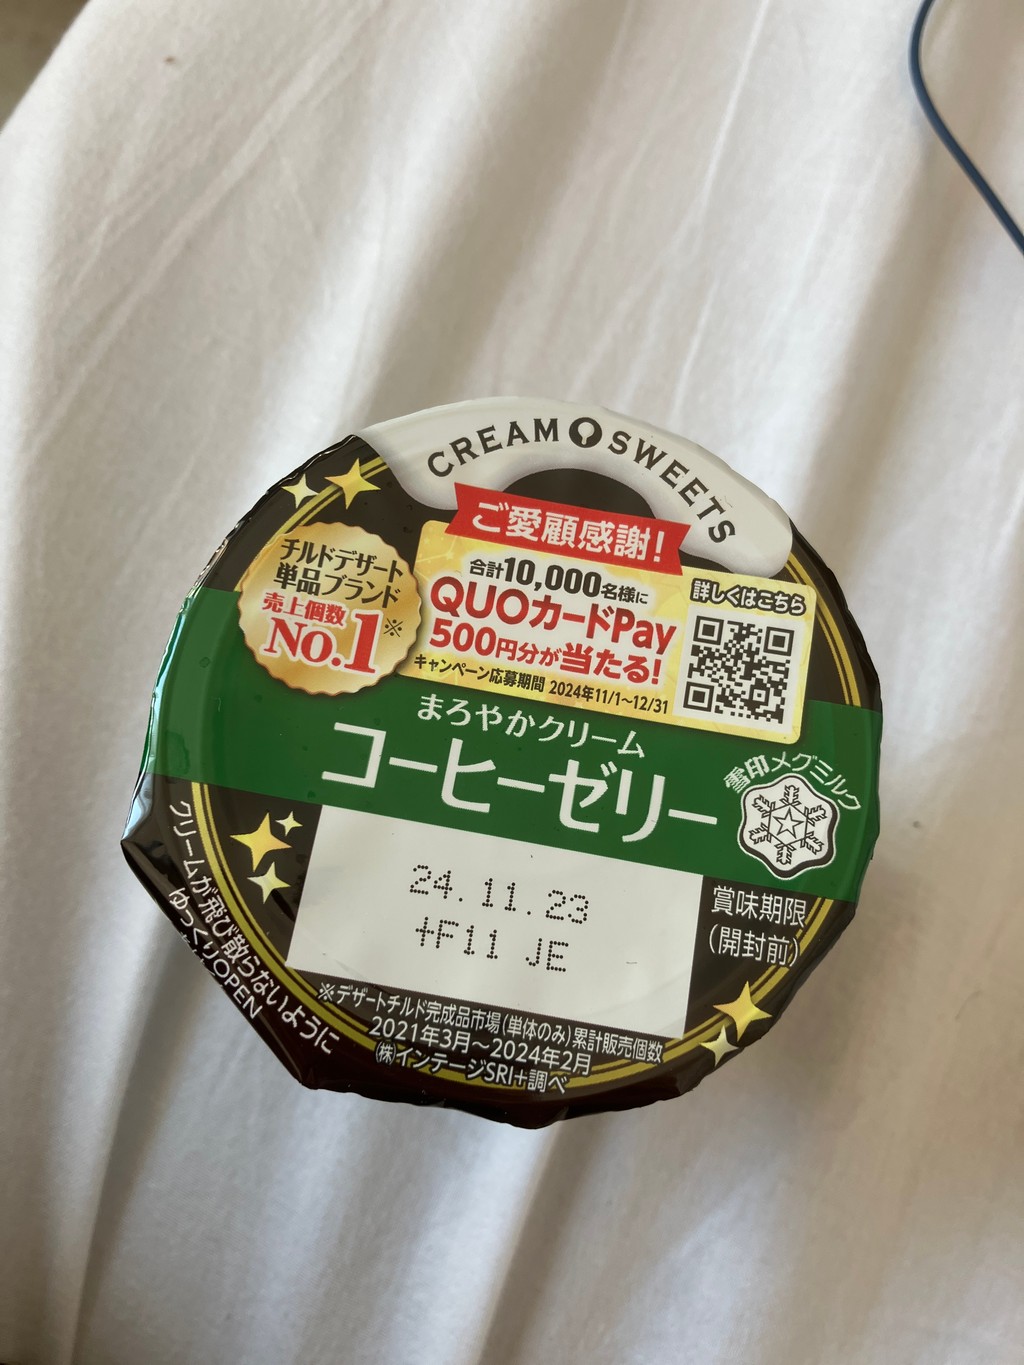 CREAM SWEETS
ご愛顧感謝!
チルドデザート
単品ブランド
売上個数
No.1※
合計10,000名様に
QUOカードPay
500円分が当たる!
キャンペーン応募期間 2024年11/1～12/31
詳しくはこちら
まろやかクリーム
コーヒーゼリー
雪印メグミルク
24.11.23
+F11 JE
賞味期限
(開封前)
※デザートチルド完成品市場(単体のみ)累計販売個数
2021年3月～2024年2月
㈱インテージSRI+調べ
クリームが飛び散らないように
ゆっくりOPEN